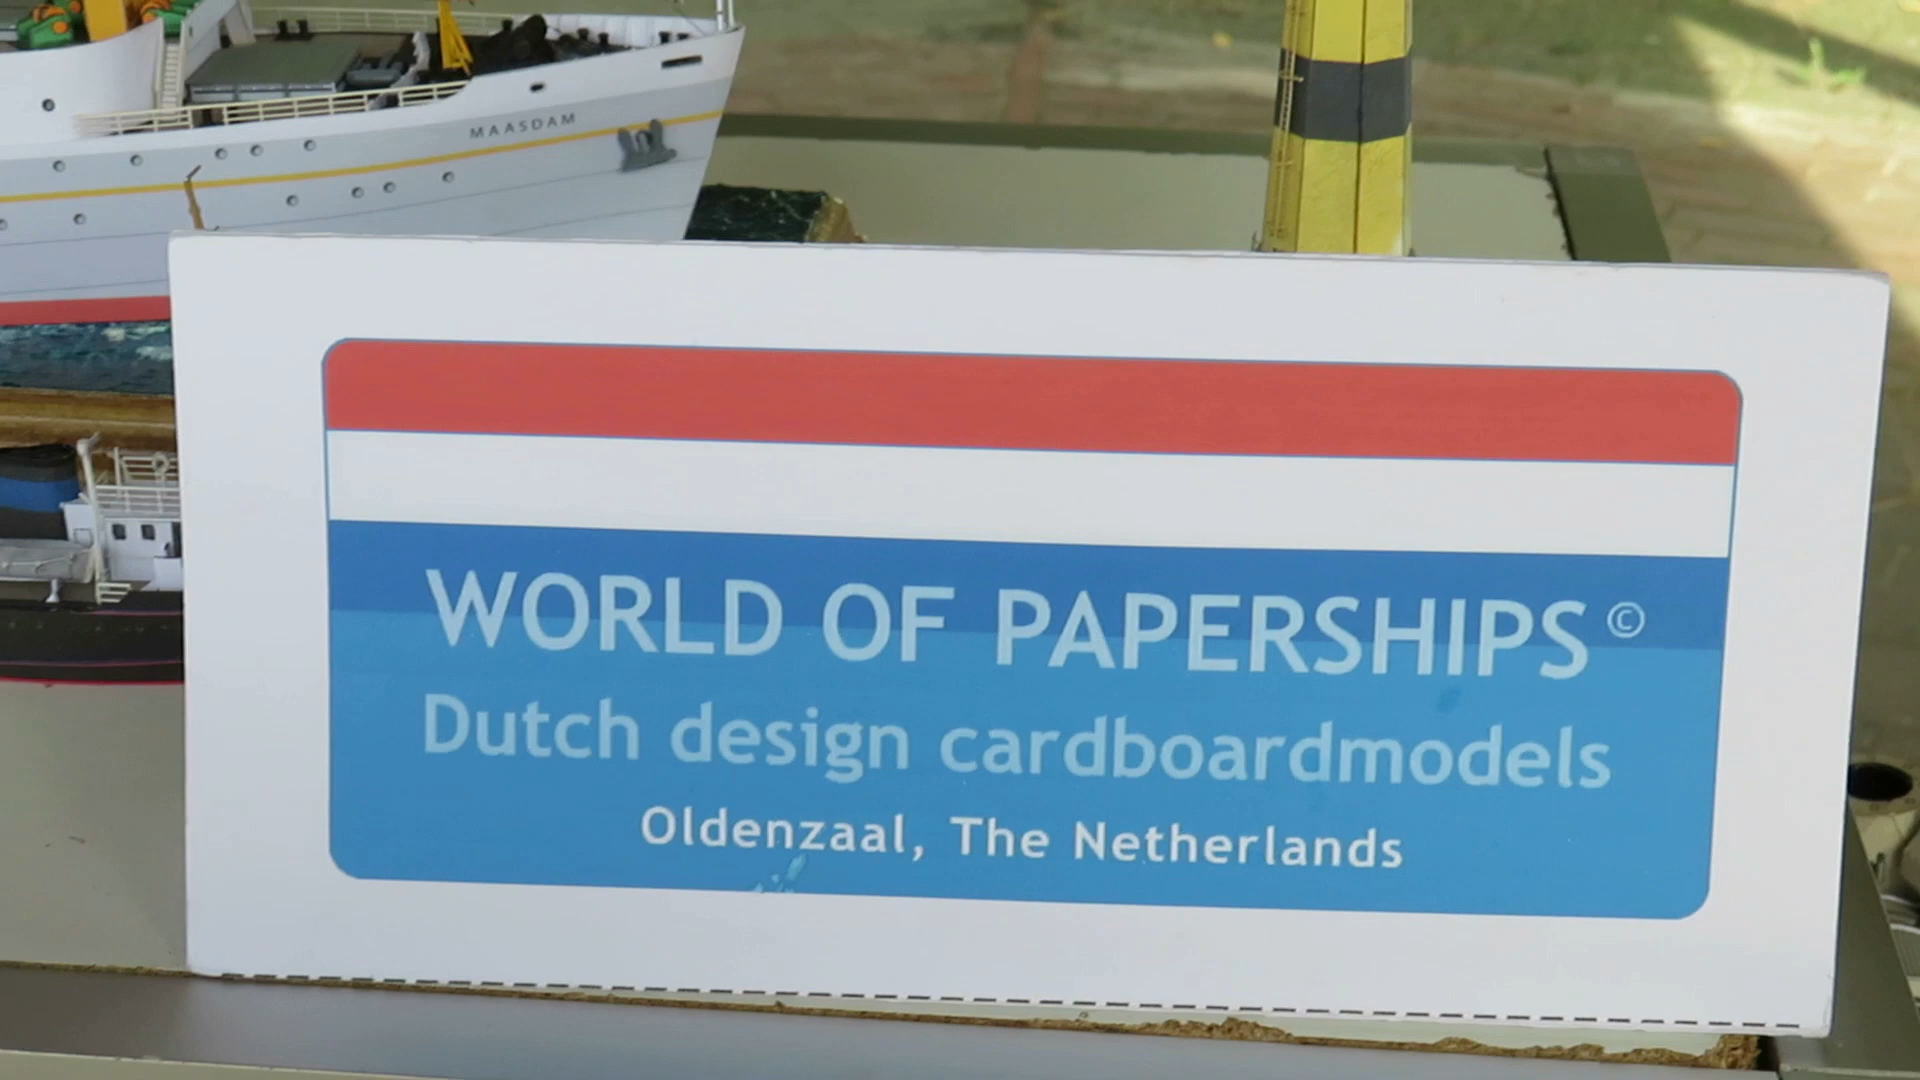 MAASDAM
WORLD OF PAPERSHIPS ©
Dutch design cardboardmodels
Oldenzaal, The Netherlands